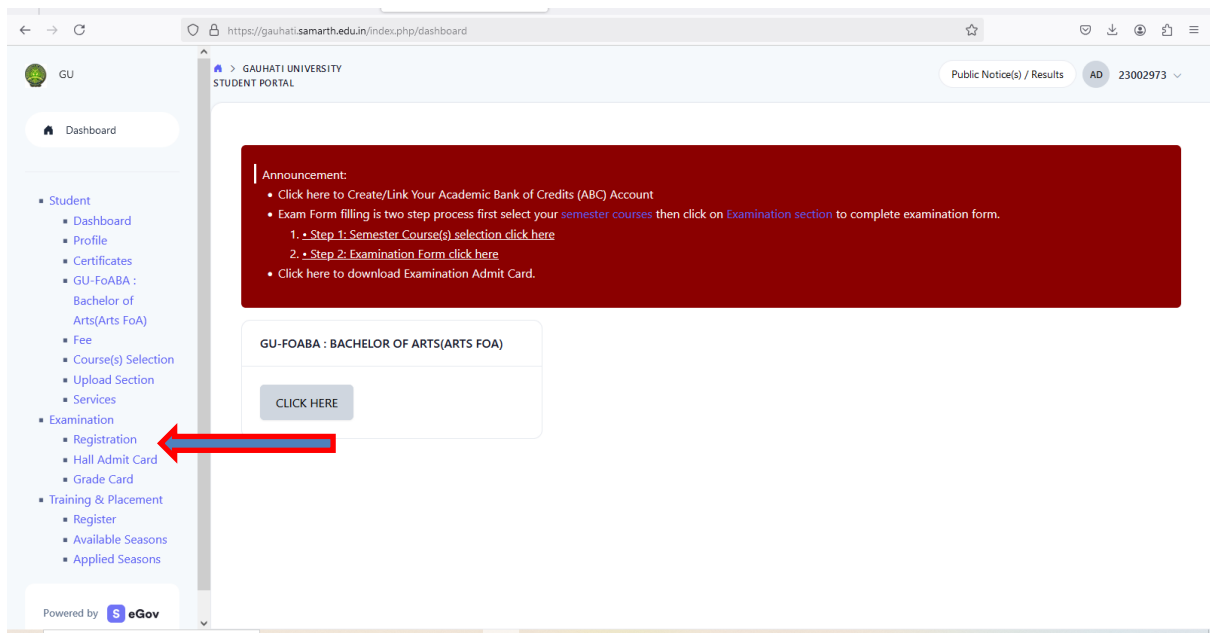 https://gauhati.samarth.edu.in/index.php/dashboard
GU
> GAUHATI UNIVERSITY
STUDENT PORTAL
Public Notice(s) / Results
AD
23002973
Dashboard
Student
Dashboard
Profile
Certificates
GU-FoABA :
Bachelor of
Arts(Arts FoA)
Fee
Course(s) Selection
Upload Section
Services
Examination
Registration
Hall Admit Card
Grade Card
Training & Placement
Register
Available Seasons
Applied Seasons
Powered by S eGov
Announcement:
• Click here to Create/Link Your Academic Bank of Credits (ABC) Account
• Exam Form filling is two step process first select your semester courses then click on Examination section to complete examination form.
1. • Step 1: Semester Course(s) selection click here
2. • Step 2: Examination Form click here
• Click here to download Examination Admit Card.
GU-FOABA : BACHELOR OF ARTS(ARTS FOA)
CLICK HERE